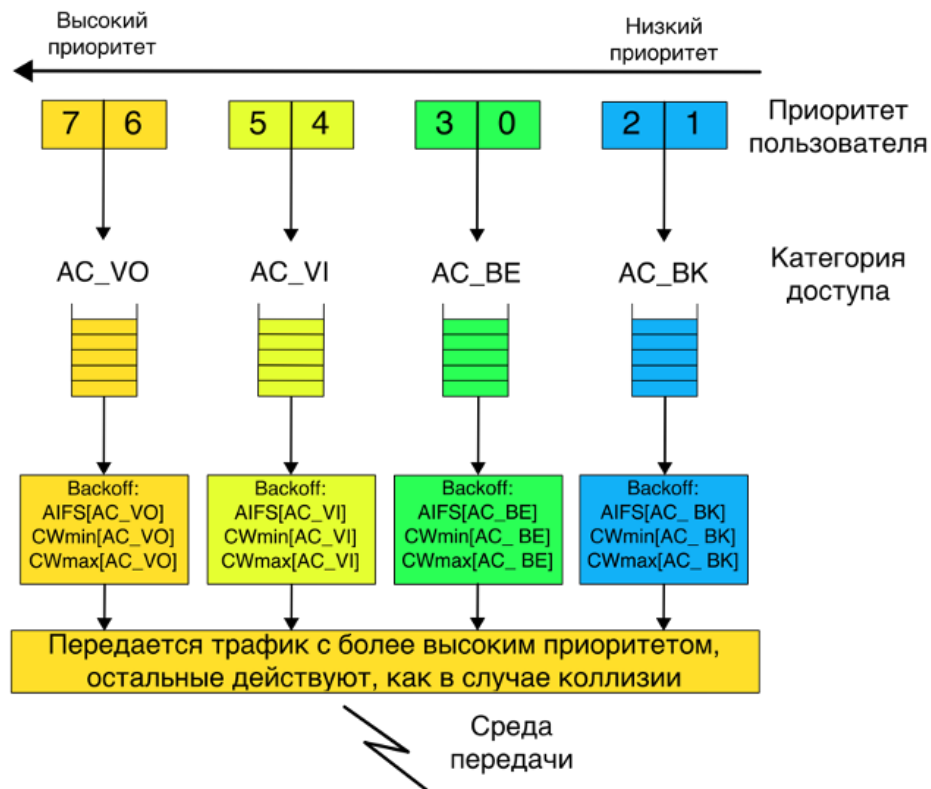 Высокий
приоритет
Низкий
приоритет
7 6 5 4 3 0 2 1
Приоритет
пользователя
AC_VO AC_VI AC_BE AC_BK
Категория
доступа
Backoff:
AIFS[AC_VO]
CWmin[AC_VO]
CWmax[AC_VO]
Backoff:
AIFS[AC_VI]
CWmin[AC_VI]
CWmax[AC_VI]
Backoff:
AIFS[AC_BE]
CWmin[AC_ BE]
CWmax[AC_ BE]
Backoff:
AIFS[AC_ BK]
CWmin[AC_ BK]
CWmax[AC_ BK]
Передается трафик с более высоким приоритетом,
остальные действуют, как в случае коллизии
Среда
передачи